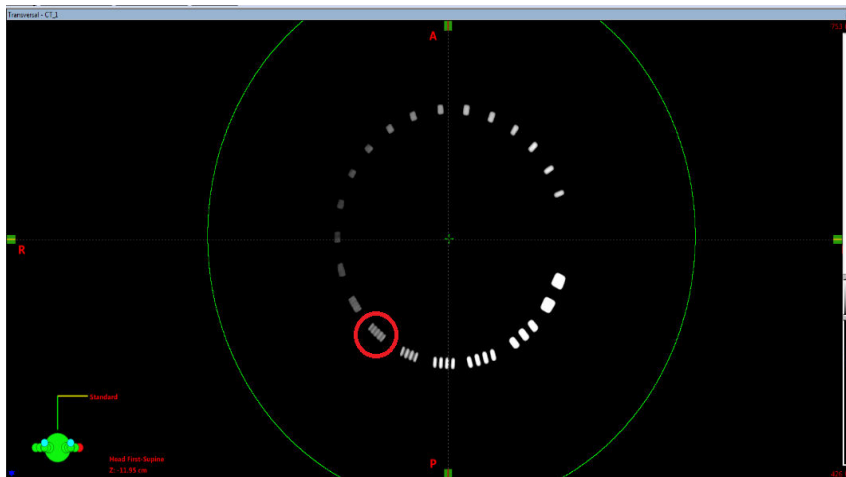 Transversal - CT_1
A
R
P
Standard
Head First-Supine
Z: -13.95 cm